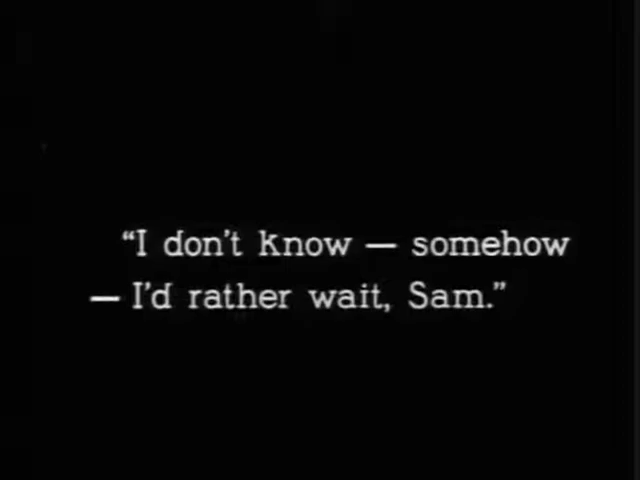 “I don't know — somehow
— I'd rather wait, Sam.”